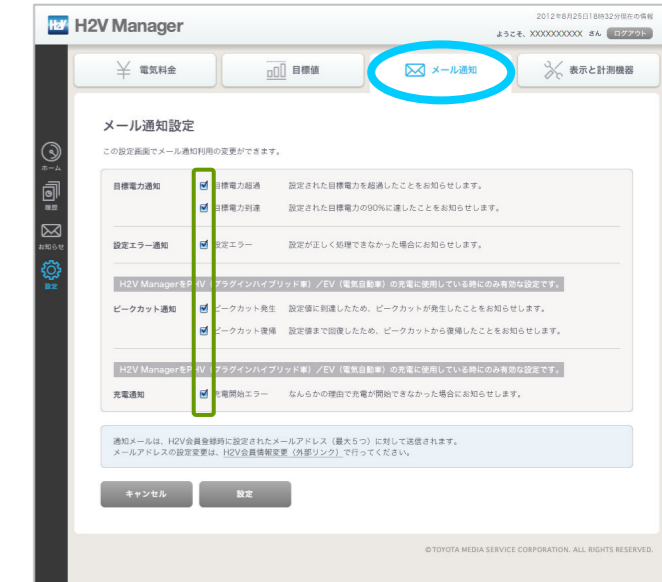 2012年8月25日18時32分現在の情報
H2V H2V Manager
ようこそ、XXXXXXXXXX さん ログアウト
電気料金 目標値 メール通知 表示と計測機器
メール通知設定
この設定画面でメール通知利用の変更ができます。
ホーム
履歴
お知らせ
設定
目標電力通知 目標電力超過 設定された目標電力を超過したことをお知らせします。
目標電力到達 設定された目標電力の90%に達したことをお知らせします。
設定エラー通知 設定エラー 設定が正しく処理できなかった場合にお知らせします。
H2V ManagerをPHV（プラグインハイブリッド車）/EV（電気自動車）の充電に使用している時にのみ有効な設定です。
ピークカット通知 ピークカット発生 設定値に到達したため、ピークカットが発生したことをお知らせします。
ピークカット復帰 設定値まで回復したため、ピークカットから復帰したことをお知らせします。
H2V ManagerをPHV（プラグインハイブリッド車）/EV（電気自動車）の充電に使用している時にのみ有効な設定です。
充電通知 充電開始エラー なんらかの理由で充電が開始できなかった場合にお知らせします。
通知メールは、H2V会員登録時に設定されたメールアドレス（最大5つ）に対して送信されます。
メールアドレスの設定変更は、H2V会員情報変更（外部リンク）で行ってください。
キャンセル 設定
© TOYOTA MEDIA SERVICE CORPORATION. ALL RIGHTS RESERVED.